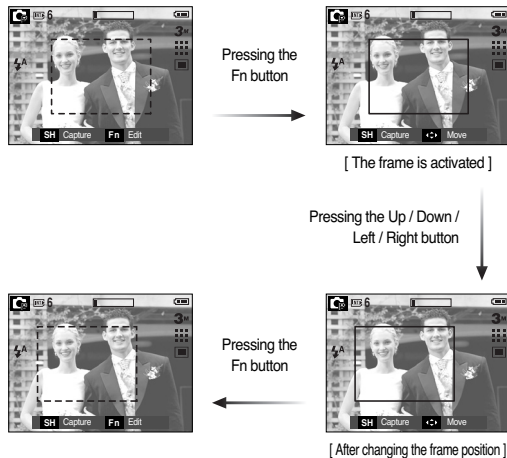 6
3M
A
SH Capture Fn Edit
Pressing the
Fn button
6
3M
A
SH Capture Move
[ The frame is activated ]
Pressing the Up / Down /
Left / Right button
6
3M
A
SH Capture Fn Edit
Pressing the
Fn button
6
3M
A
SH Capture Move
[ After changing the frame position ]